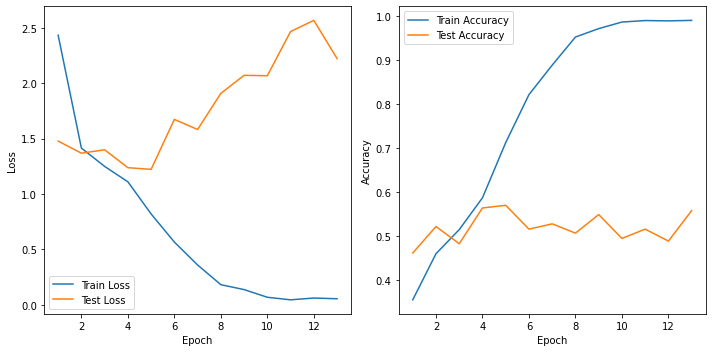 2.5
2.0
1.5
1.0
0.5
0.0
Loss
2 4 6 8 10 12
Epoch
Train Loss
Test Loss
1.0
0.9
0.8
0.7
0.6
0.5
0.4
Accuracy
2 4 6 8 10 12
Epoch
Train Accuracy
Test Accuracy